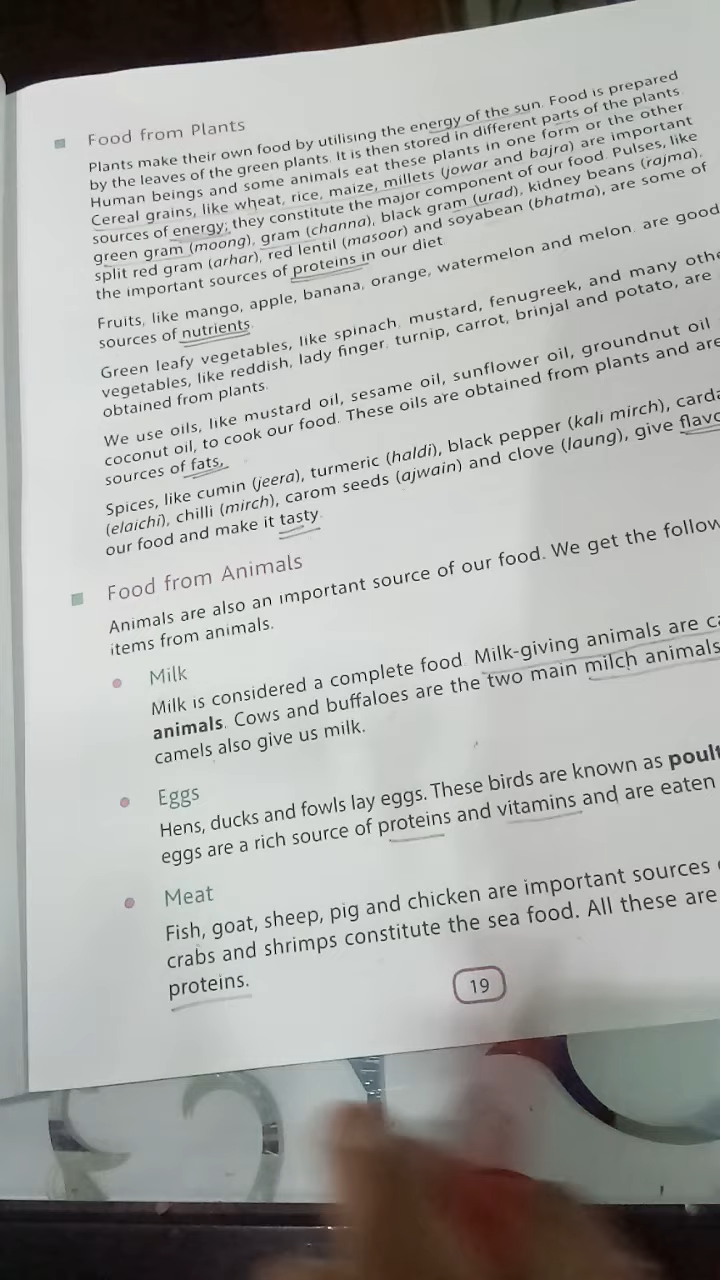 Food from Plants
Plants make their own food by utilising the energy of the sun. Food is prepared
by the leaves of the green plants. It is then stored in different parts of the plants.
Human beings and some animals eat these plants in one form or the other.
Cereal grains, like wheat, rice, maize, millets (jowar and bajra) are important
sources of energy; they constitute the major component of our food. Pulses, like
green gram (moong), gram (channa), black gram (urad), kidney beans (rajma),
split red gram (arhar), red lentil (masoor) and soyabean (bhatma), are some of
the important sources of proteins in our diet.
Fruits, like mango, apple, banana, orange, watermelon and melon, are good
sources of nutrients.
Green leafy vegetables, like spinach, mustard, fenugreek, and many
vegetables, like reddish, lady finger, turnip, carrot, brinjal and potato, are
obtained from plants.
We use oils, like mustard oil, sesame oil, sunflower oil, groundnut oil
coconut oil, to cook our food. These oils are obtained from plants and are
sources of fats.
Spices, like cumin (jeera), turmeric (haldi), black pepper (kali mirch),
(elaichi), chilli (mirch), carom seeds (ajwain) and clove (laung), give
our food and make it tasty.
Food from Animals
Animals are also an important source of our food. We get the
items from animals.
Milk
Milk is considered a complete food. Milk-giving animals are
animals. Cows and buffaloes are the two main milch animals
camels also give us milk.
Eggs
Hens, ducks and fowls lay eggs. These birds are known as
eggs are a rich source of proteins and vitamins and are eaten
Meat
Fish, goat, sheep, pig and chicken are important sources
crabs and shrimps constitute the sea food. All these are
proteins.
19